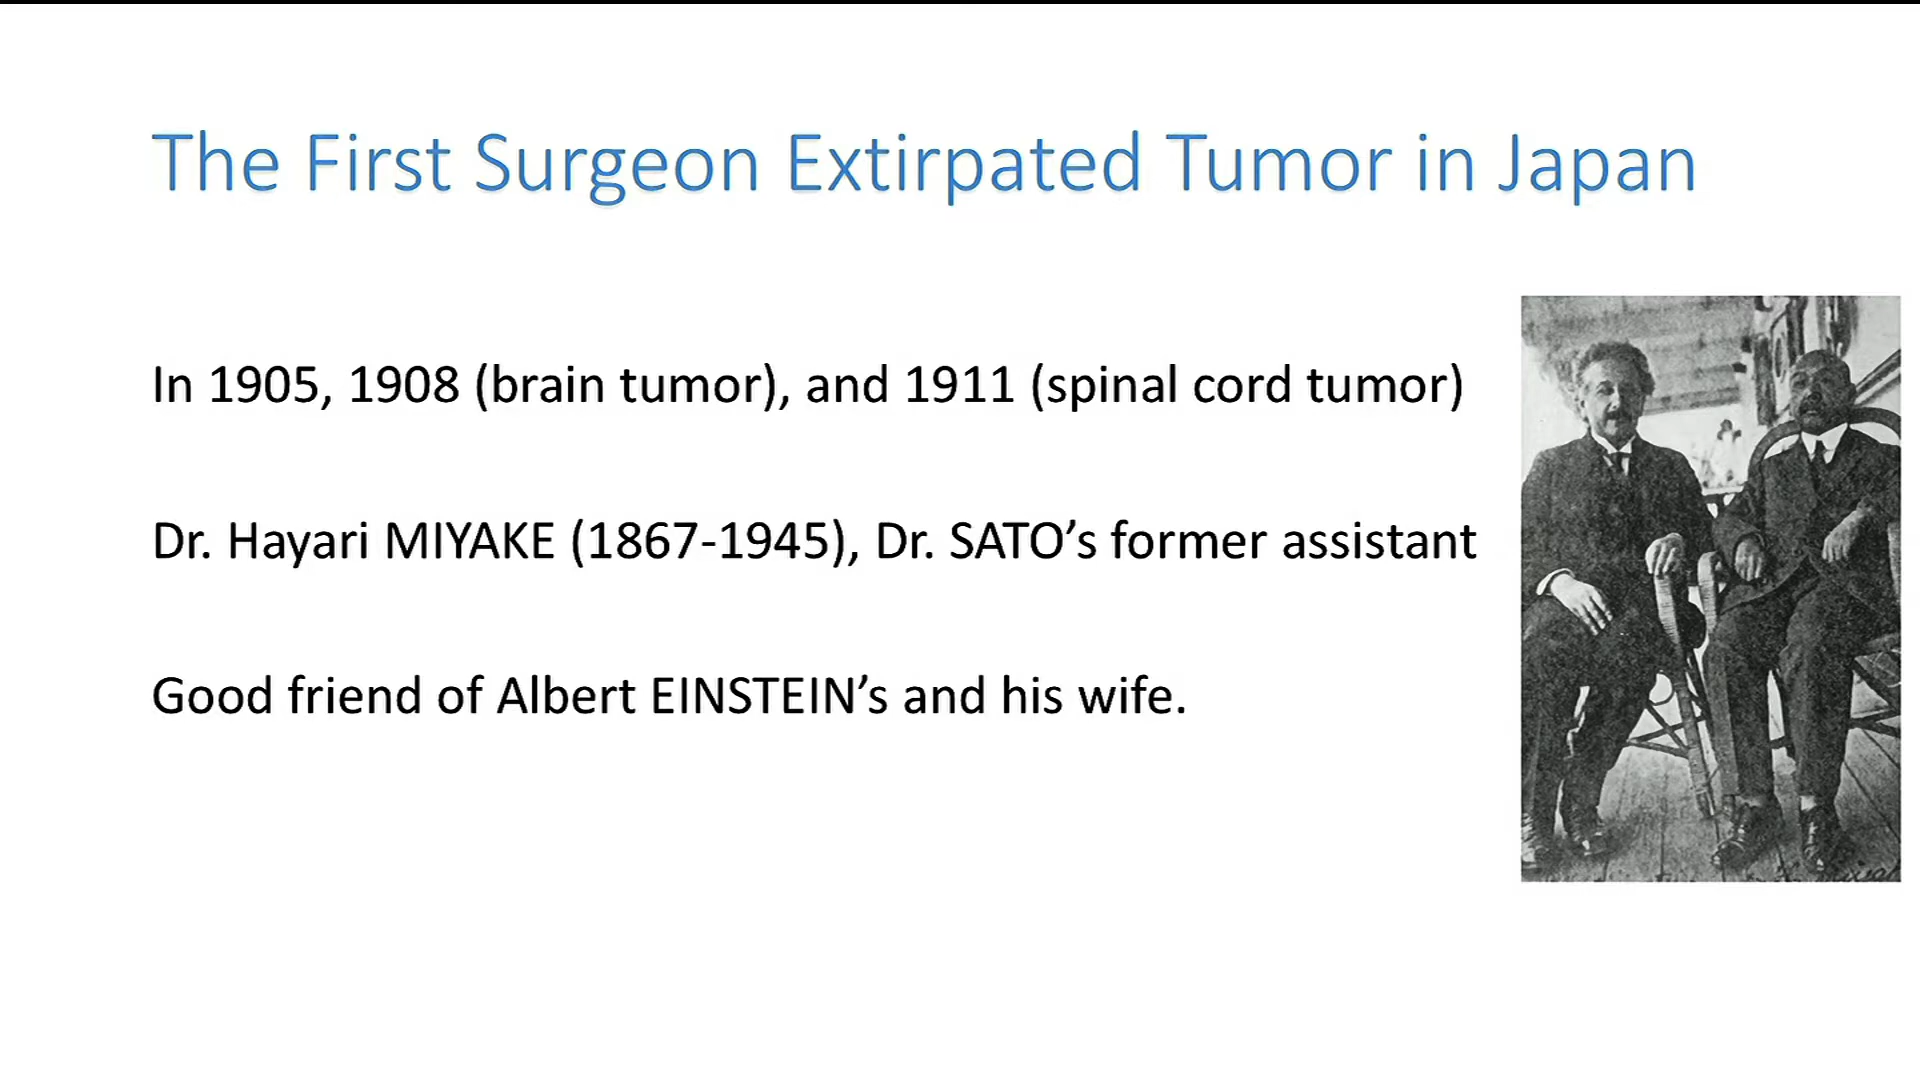 The First Surgeon Extirpated Tumor in Japan
In 1905, 1908 (brain tumor), and 1911 (spinal cord tumor)
Dr. Hayari MIYAKE (1867-1945), Dr. SATO’s former assistant
Good friend of Albert EINSTEIN’s and his wife.